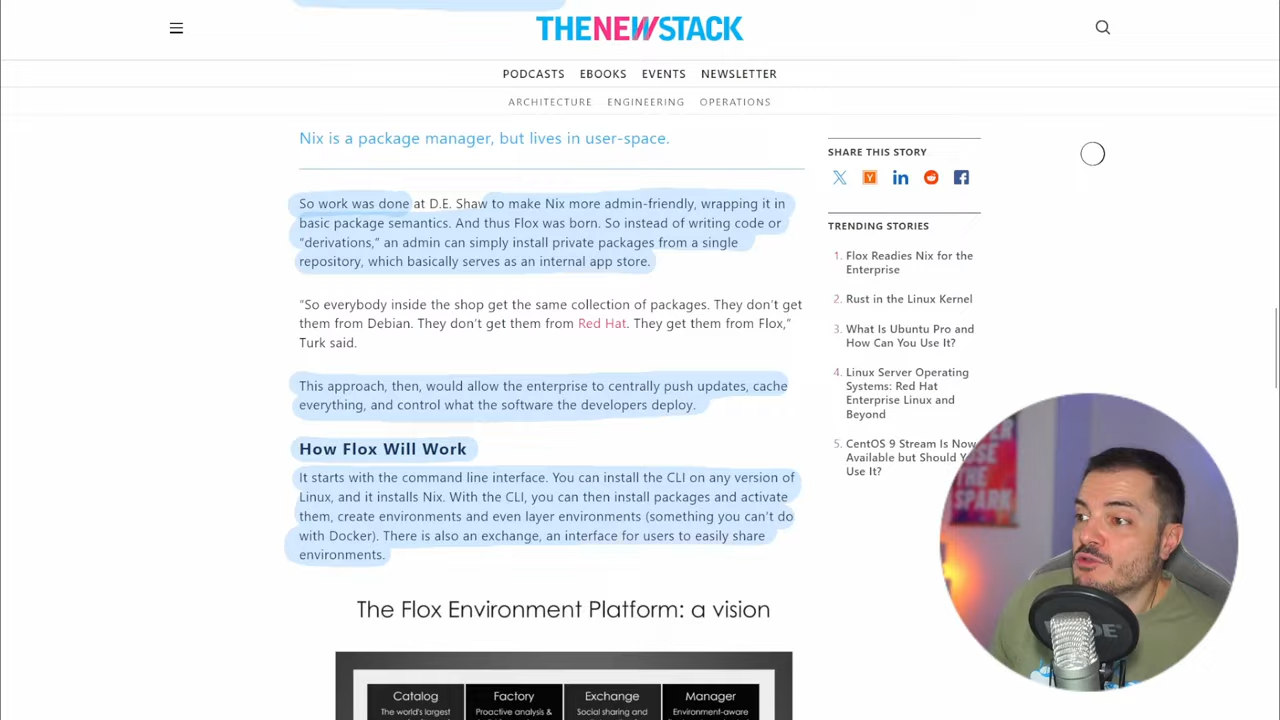 THENEWSTACK
PODCASTS EBOOKS EVENTS NEWSLETTER
ARCHITECTURE ENGINEERING OPERATIONS
Nix is a package manager, but lives in user-space.
So work was done at D.E. Shaw to make Nix more admin-friendly, wrapping it in
basic package semantics. And thus Flox was born. So instead of writing code or
“derivations,” an admin can simply install private packages from a single
repository, which basically serves as an internal app store.
“So everybody inside the shop get the same collection of packages. They don’t get
them from Debian. They don’t get them from Red Hat. They get them from Flox,”
Turk said.
This approach, then, would allow the enterprise to centrally push updates, cache
everything, and control what the software the developers deploy.
How Flox Will Work
It starts with the command line interface. You can install the CLI on any version of
Linux, and it installs Nix. With the CLI, you can then install packages and activate
them, create environments and even layer environments (something you can’t do
with Docker). There is also an exchange, an interface for users to easily share
environments.
The Flox Environment Platform: a vision
Catalog Factory Exchange Manager
The world's largest Proactive analysis & Social sharing and Environment-aware
SHARE THIS STORY
TRENDING STORIES
1. Flox Readies Nix for the
Enterprise
2. Rust in the Linux Kernel
3. What Is Ubuntu Pro and
How Can You Use It?
4. Linux Server Operating
Systems: Red Hat
Enterprise Linux and
Beyond
5. CentOS 9 Stream Is Now
Available but Should
Use It?
USE THE
SPARK